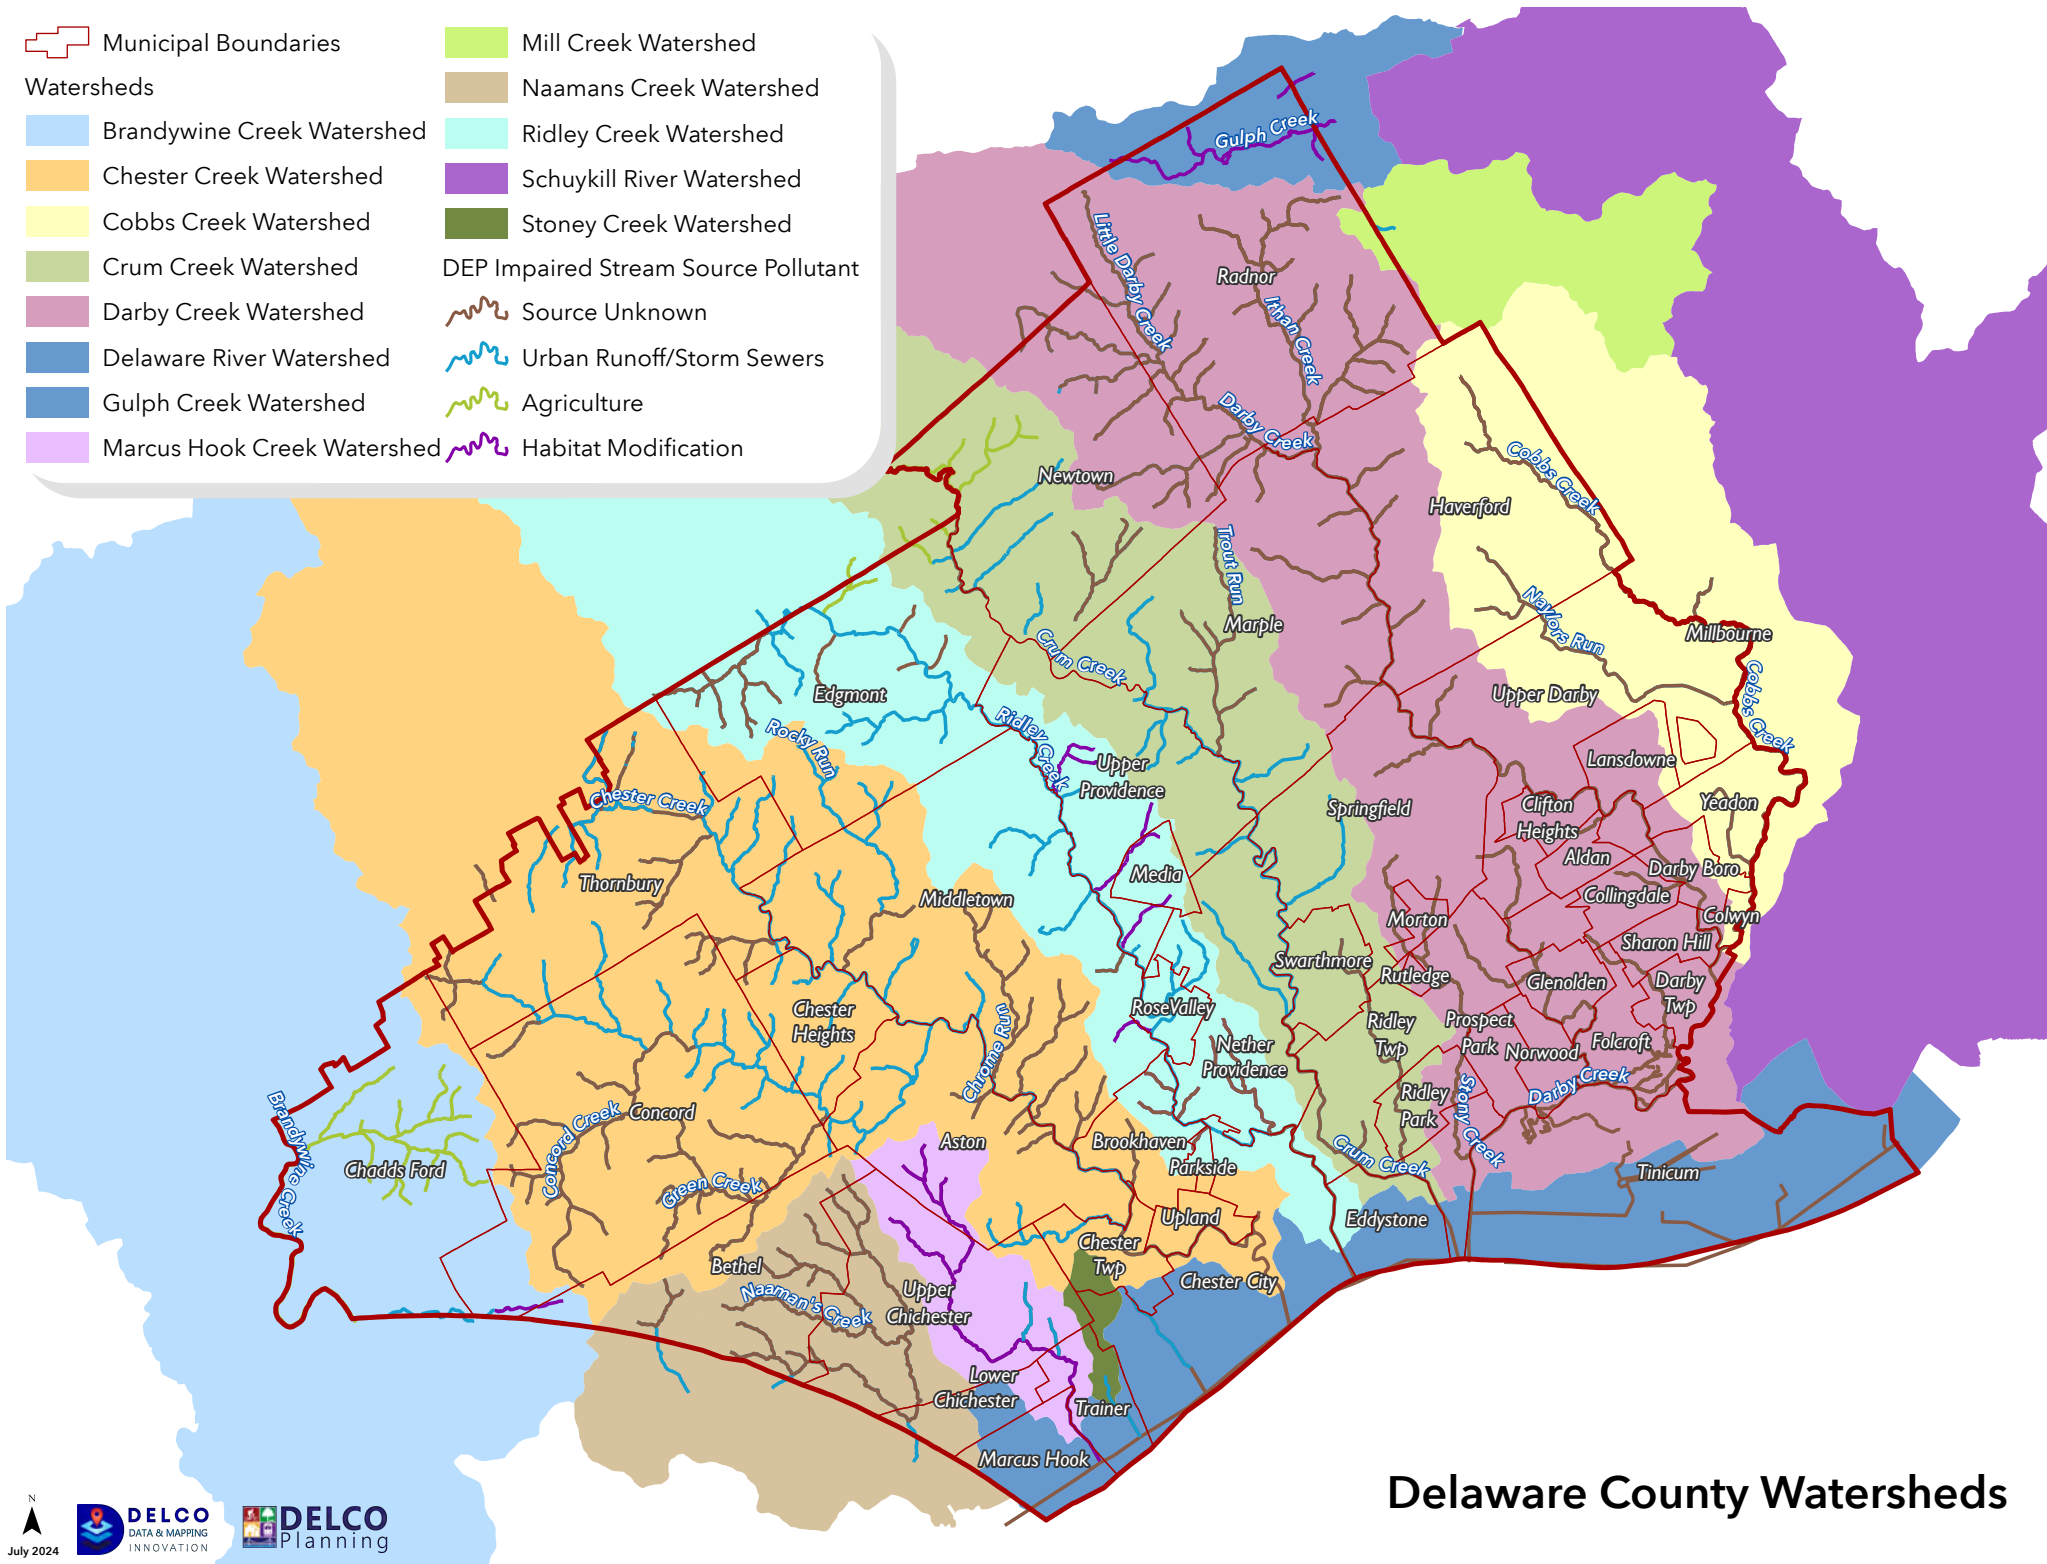 Municipal Boundaries
Watersheds
Brandywine Creek Watershed
Chester Creek Watershed
Cobbs Creek Watershed
Crum Creek Watershed
Darby Creek Watershed
Delaware River Watershed
Gulph Creek Watershed
Marcus Hook Creek Watershed
Mill Creek Watershed
Naamans Creek Watershed
Ridley Creek Watershed
Schuykill River Watershed
Stoney Creek Watershed
DEP Impaired Stream Source Pollutant
Source Unknown
Urban Runoff/Storm Sewers
Agriculture
Habitat Modification
Gulph Creek
Little Darby Creek
Radnor
Ithan Creek
Darby Creek
Newtown
Cobbs Creek
Haverford
Trout Run
Marple
Naylors Run
Millbourne
Crum Creek
Edgmont
Upper Darby
Cobbs Creek
Ridley Creek
Rocky Run
Upper
Providence
Lansdowne
Chester Creek
Springfield
Clifton
Heights
Yeadon
Aldan
Darby Boro
Thornbury
Media
Middletown
Collingdale
Morton
Colwyn
Sharon Hill
Swarthmore
Rutledge
Glenolden
Darby
Twp
Chester
Heights
RoseValley
Ridley
Twp
Prospect
Park
Norwood
Folcroft
Nether
Providence
Chrome Run
Ridley
Park
Stony Creek
Darby Creek
Brandywine Creek
Concord Creek
Concord
Aston
Brookhaven
Parkside
Crum Creek
Chadds Ford
Green Creek
Tinicum
Upland
Eddystone
Chester
Twp
Bethel
Chester City
Naaman's Creek
Upper
Chichester
Lower
Chichester
Trainer
Marcus Hook
Delaware County Watersheds
N
July 2024
DELCO
DATA & MAPPING
INNOVATION
DELCO
Planning